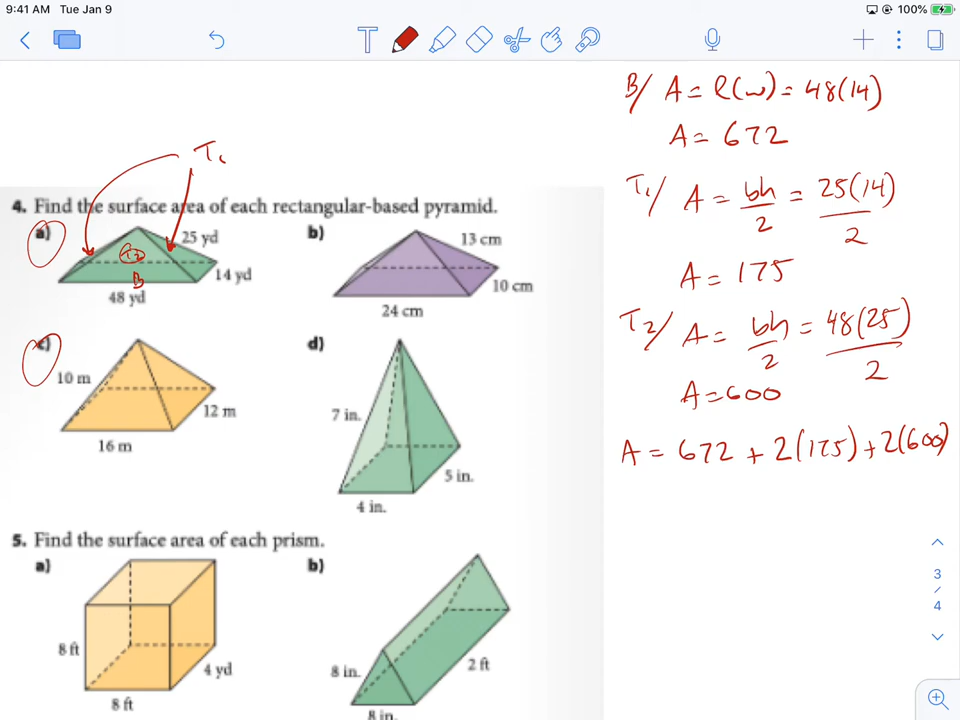 9:41 AM Tue Jan 9
100%
B/ A = l(w) = 48(14)
A = 672
T₁
T₁/ A = bh/2 = 25(14)/2
A = 175
T₂/ A = bh/2 = 48(25)/2
A = 600
A = 672 + 2(175) + 2(600)
4. Find the surface area of each rectangular-based pyramid.
a)
25 yd
T₂
B
14 yd
48 yd
b)
13 cm
10 cm
24 cm
c)
10 m
12 m
16 m
d)
7 in.
5 in.
4 in.
5. Find the surface area of each prism.
a)
8 ft
4 yd
8 ft
b)
8 in.
2 ft
8 in.
3
/
4